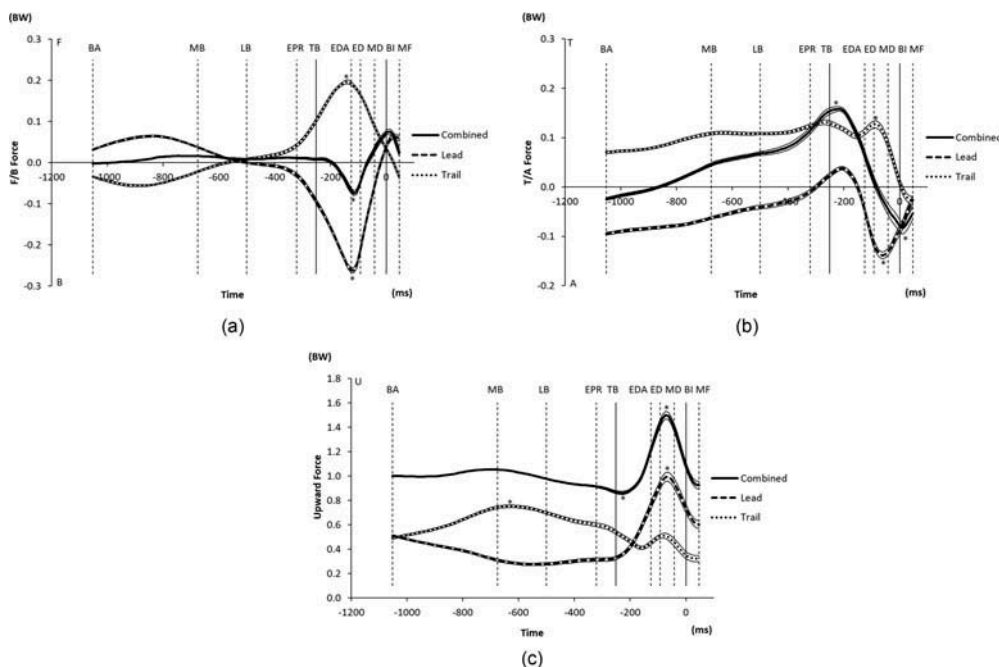 (BW)
F
BA MB LB EPR TB EDA ED MD BI MF
0.3
0.2
0.1
0.0
-0.1
-0.2
-0.3
-1200 -1000 -800 -600 -400 -200 0
F/B Force
B
Time
(ms)
Combined
Lead
Trail
*
*
*
*
(a)
(BW)
T
BA MB LB EPR TB EDA ED MD BI MF
0.3
0.2
0.1
0.0
-0.1
-0.2
-1200 -1000 -800 -600 -400 -200 0
T/A Force
A
Time
(ms)
Combined
Lead
Trail
*
*
*
*
(b)
(BW)
U
BA MB LB EPR TB EDA ED MD BI MF
1.8
1.6
1.4
1.2
1.0
0.8
0.6
0.4
0.2
0.0
-1200 -1000 -800 -600 -400 -200 0
Upward Force
Time
(ms)
Combined
Lead
Trail
*
*
*
*
(c)